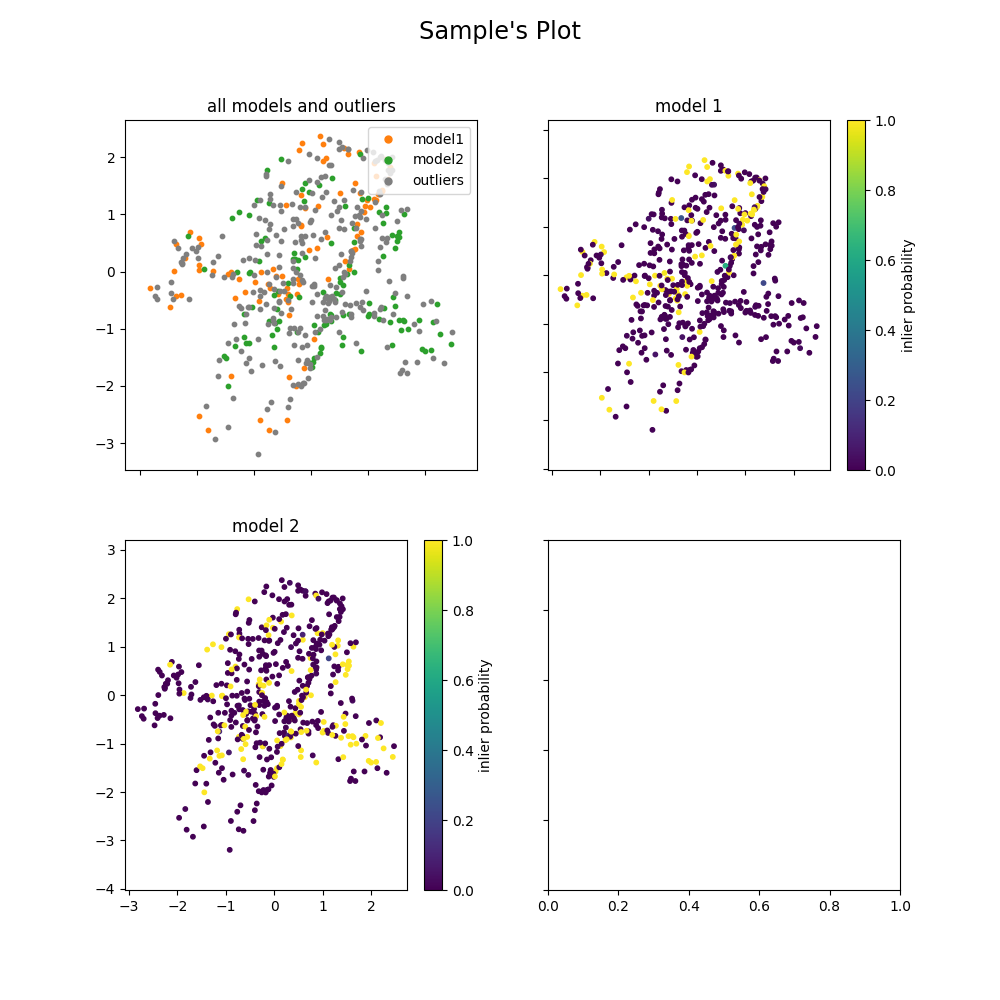 Sample's Plot
all models and outliers
model1
model2
outliers
2
1
0
−1
−2
−3
model 1
1.0
0.8
0.6
0.4
0.2
0.0
inlier probability
model 2
3
2
1
0
−1
−2
−3
−4
−3 −2 −1 0 1 2
1.0
0.8
0.6
0.4
0.2
0.0
inlier probability
0.0 0.2 0.4 0.6 0.8 1.0